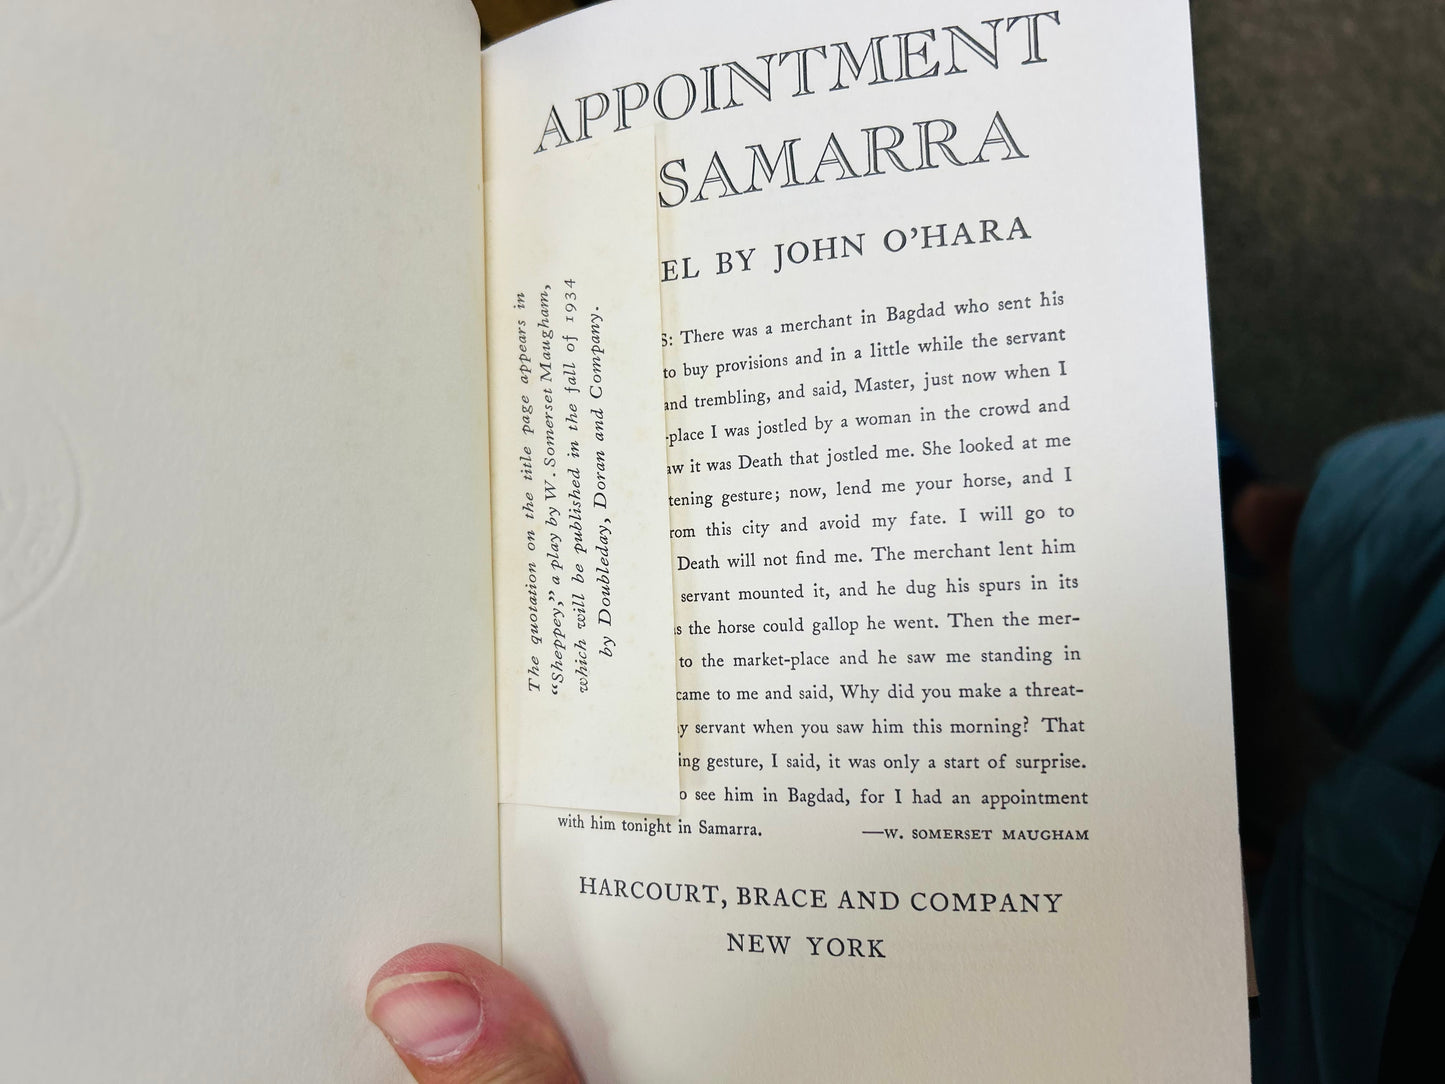 APPOINTMENT
SAMARRA
EL BY JOHN O'HARA
S: There was a merchant in Bagdad who sent his
to buy provisions and in a little while the servant
and trembling, and said, Master, just now when I
-place I was jostled by a woman in the crowd and
aw it was Death that jostled me. She looked at me
tening gesture; now, lend me your horse, and I
rom this city and avoid my fate. I will go to
Death will not find me. The merchant lent him
servant mounted it, and he dug his spurs in its
s the horse could gallop he went. Then the mer-
to the market-place and he saw me standing in
came to me and said, Why did you make a threat-
y servant when you saw him this morning? That
ing gesture, I said, it was only a start of surprise.
o see him in Bagdad, for I had an appointment
with him tonight in Samarra. —W. SOMERSET MAUGHAM
HARCOURT, BRACE AND COMPANY
NEW YORK
The quotation on the title page appears in
"Sheppey," a play by W. Somerset Maugham,
which will be published in the fall of 1934
by Doubleday, Doran and Company.